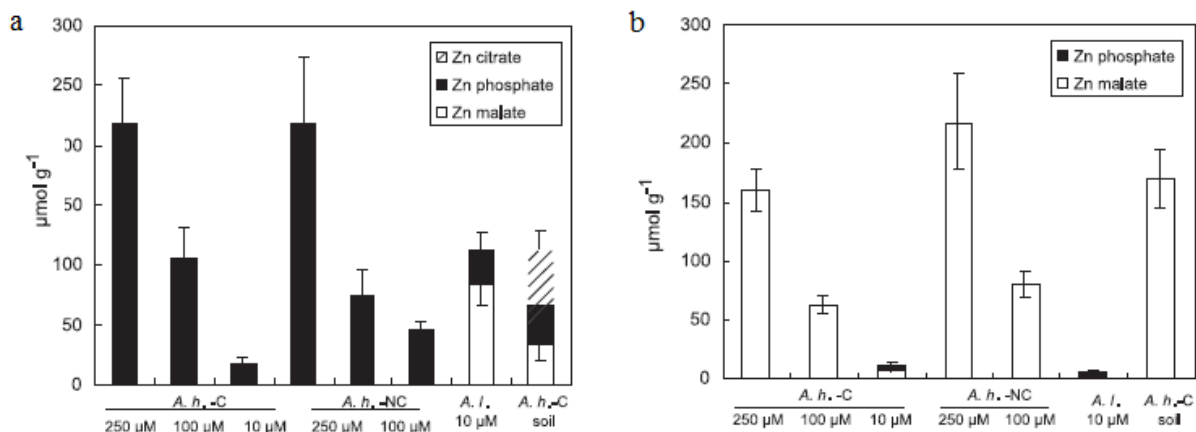 a
300
250
00
50
100
50
0
µmol g⁻¹
Zn citrate
Zn phosphate
Zn malate
A. h.-C
250 µM 100 µM 10 µM
A. h.-NC
250 µM 100 µM
A. l.
10 µM
A. h.-C
soil
b
300
250
200
150
100
50
0
µmol g⁻¹
Zn phosphate
Zn malate
A. h.-C
250 µM 100 µM 10 µM
A. h.-NC
250 µM 100 µM
A. l.
10 µM
A. h.-C
soil